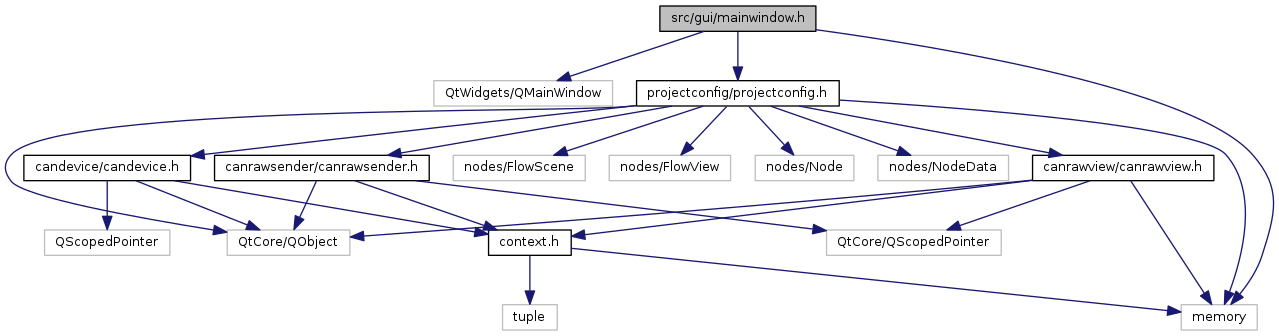 src/gui/mainwindow.h
QtWidgets/QMainWindow
projectconfig/projectconfig.h
candevice/candevice.h
canrawsender/canrawsender.h
nodes/FlowScene
nodes/FlowView
nodes/Node
nodes/NodeData
canrawview/canrawview.h
QScopedPointer
QtCore/QObject
context.h
QtCore/QScopedPointer
tuple
memory